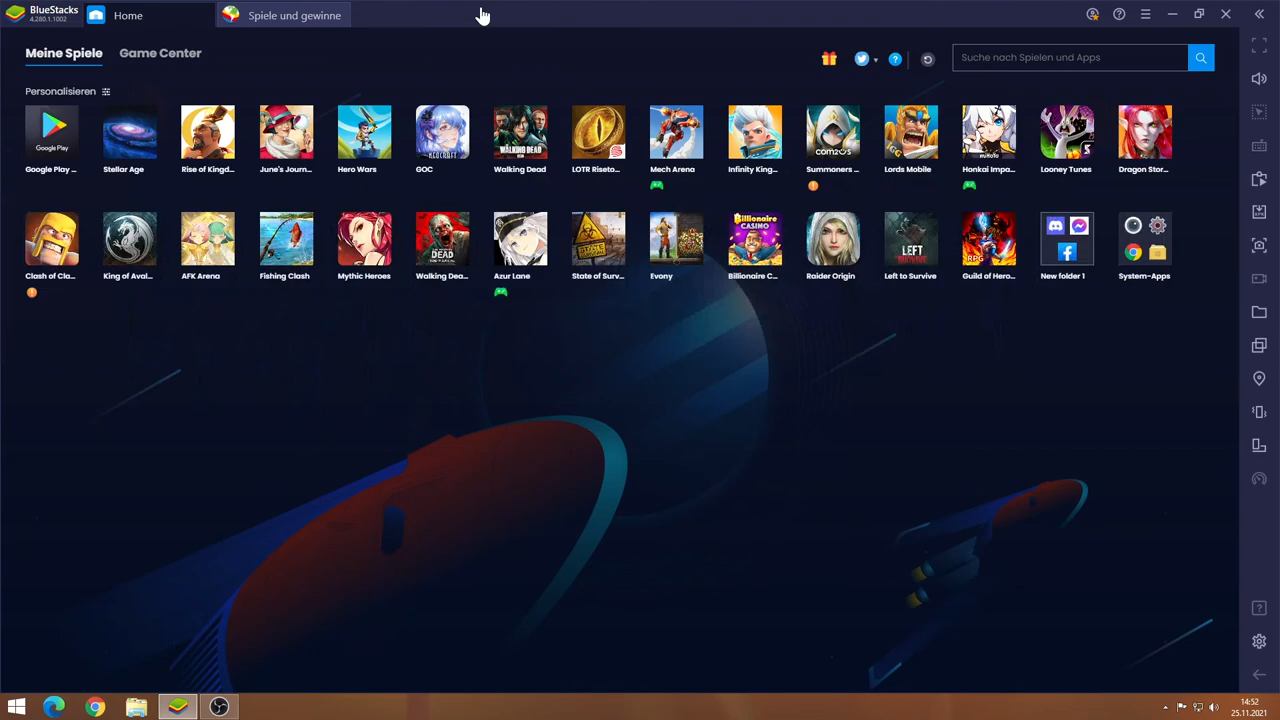 BlueStacks
4.280.1.1002
Home
Spiele und gewinne
Meine Spiele
Game Center
Suche nach Spielen und Apps
Personalisieren
Google Play
COM2OS
IGG
Google Play ...
Stellar Age
Rise of Kingd...
June's Journ...
Hero Wars
GOC
Walking Dead
LOTR Riseto...
Mech Arena
Infinity King...
Summoners ...
Lords Mobile
Honkai Impa...
Looney Tunes
Dragon Stor...
Clash of Cla...
King of Aval...
AFK Arena
Fishing Clash
Mythic Heroes
Walking Dea...
Azur Lane
State of Surv...
Evony
Billionaire C...
Raider Origin
Left to Survive
Guild of Hero...
New folder 1
System-Apps
14:52
25.11.2021